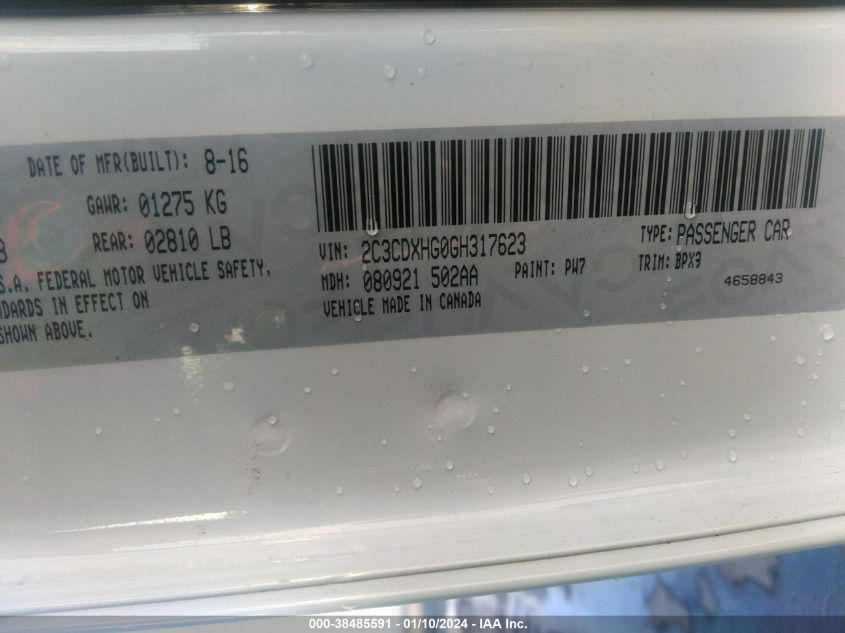 DATE OF MFR(BUILT): 8-16
GAWR: 01275 KG
REAR: 02810 LB
S.A. FEDERAL MOTOR VEHICLE SAFETY,
DARDS IN EFFECT ON
SHOWN ABOVE.
VIN: 2C3CDXHG0GH317623
TYPE: PASSENGER CAR
MDH: 080921 502AA
PAINT: PW7
TRIM: BPX9
VEHICLE MADE IN CANADA
4658843
000-38485591 - 01/10/2024 - IAA Inc.